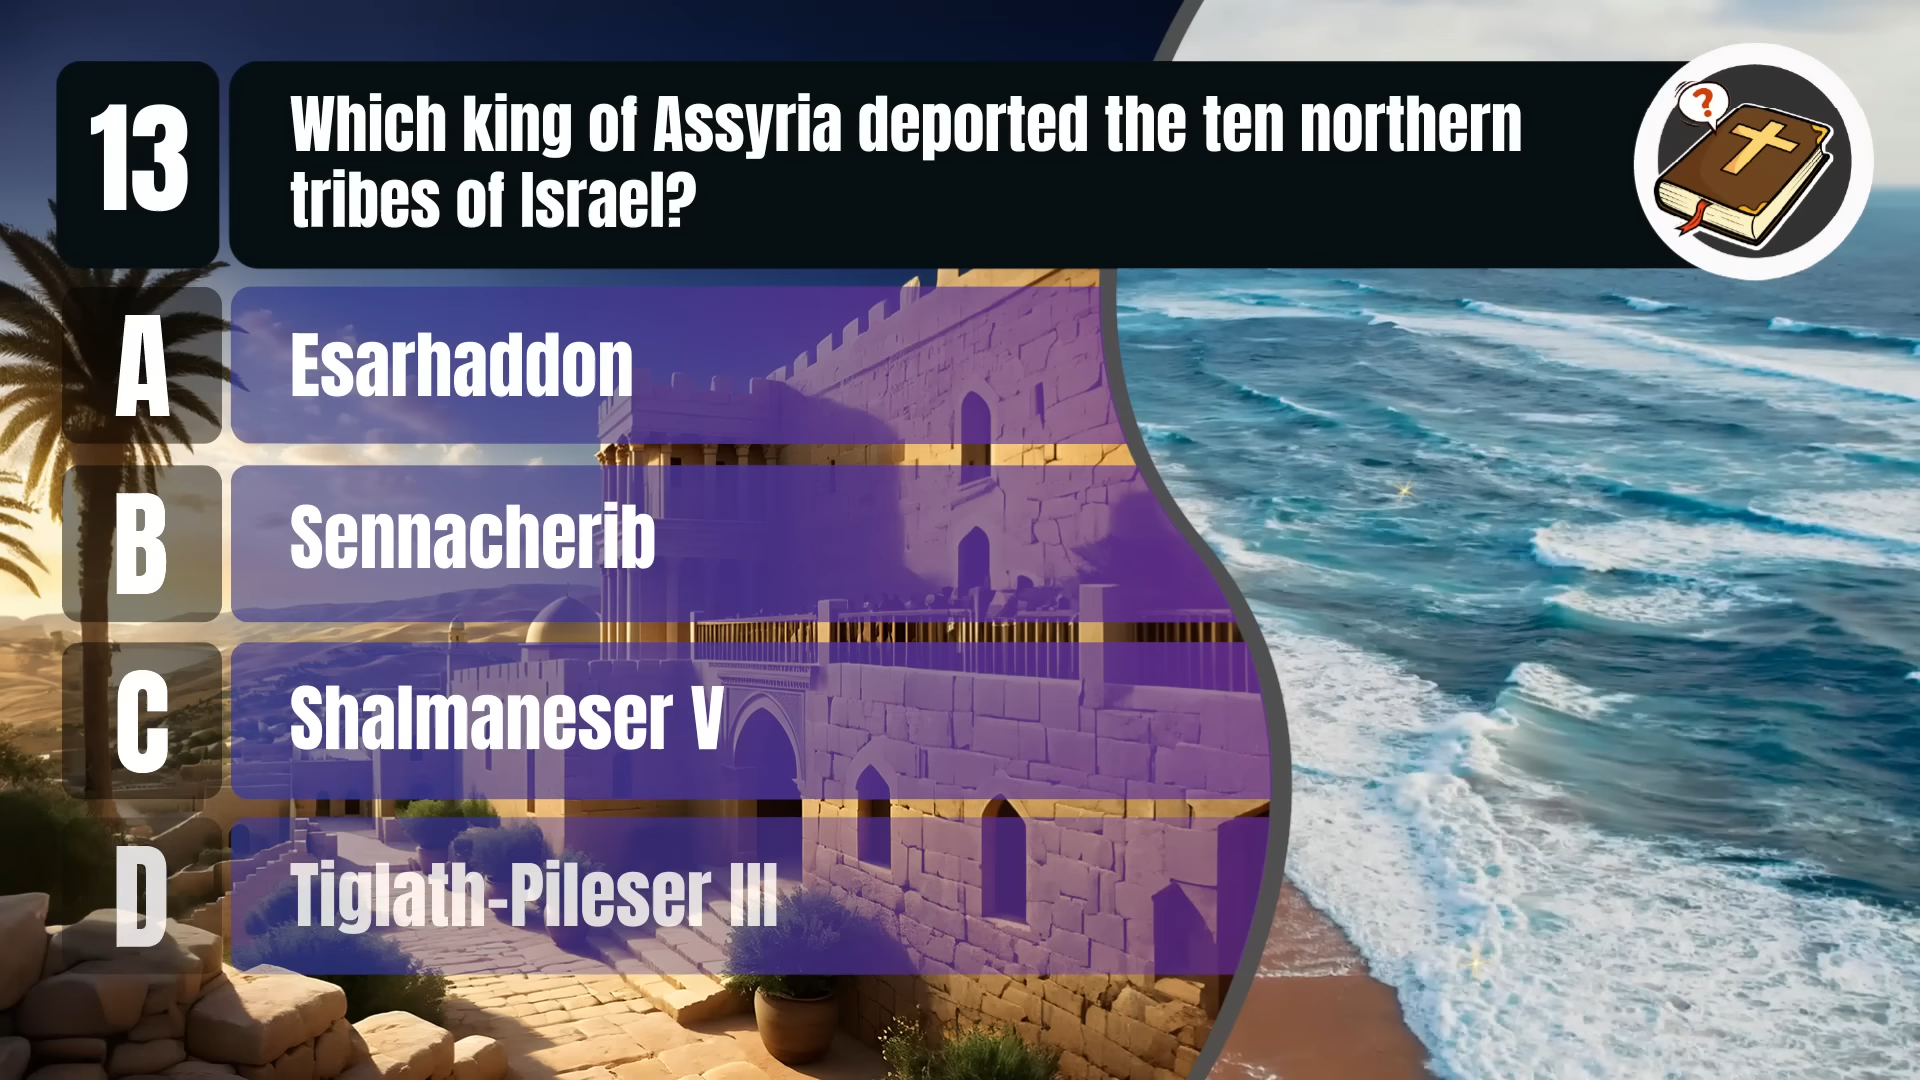 13
Which king of Assyria deported the ten northern
tribes of Israel?
?
A
Esarhaddon
B
Sennacherib
C
Shalmaneser V
D
Tiglath-Pileser III